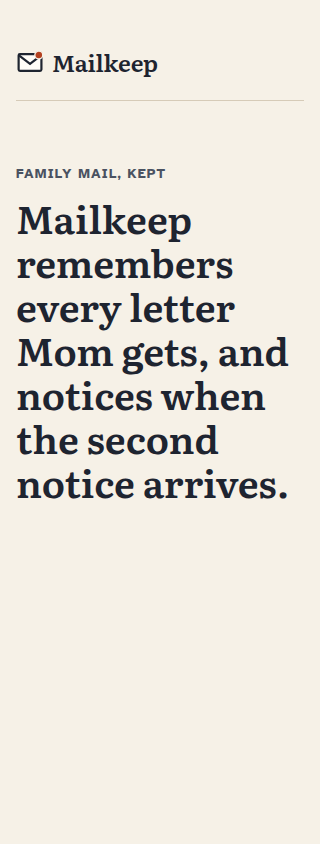 Mailkeep
FAMILY MAIL, KEPT
Mailkeep
remembers
every letter
Mom gets, and
notices when
the second
notice arrives.